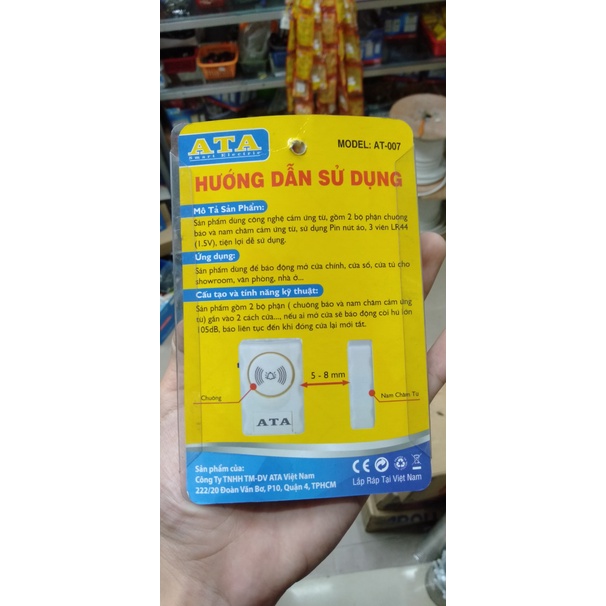 ATA
Smart Electric
MODEL: AT-007
HƯỚNG DẪN SỬ DỤNG
Mô Tả Sản Phẩm:
Sản phẩm dùng công nghệ cảm ứng từ, gồm 2 bộ phận chuông
báo và nam châm cảm ứng từ, sử dụng Pin nút áo, 3 viên LR44
(1.5V), tiện lợi dễ sử dụng.
Ứng dụng:
Sản phẩm dùng để báo động mở cửa chính, cửa sổ, cửa tủ cho
showroom, văn phòng, nhà ở...
Cấu tạo và tính năng kỹ thuật:
Sản phẩm gồm 2 bộ phận ( chuông báo và nam châm cảm ứng
từ) gắn vào 2 cách cửa..., nếu ai mở cửa sẽ báo động còi hú lớn
105dB, báo liên tục đến khi đóng cửa lại mới tắt.
5 - 8 mm
Chuông
Nam Châm Từ
ATA
Sản phẩm của:
Công Ty TNHH TM-DV ATA Việt Nam
222/20 Đoàn Văn Bơ, P10, Quận 4, TPHCM
CE
Lắp Ráp Tại Việt Nam